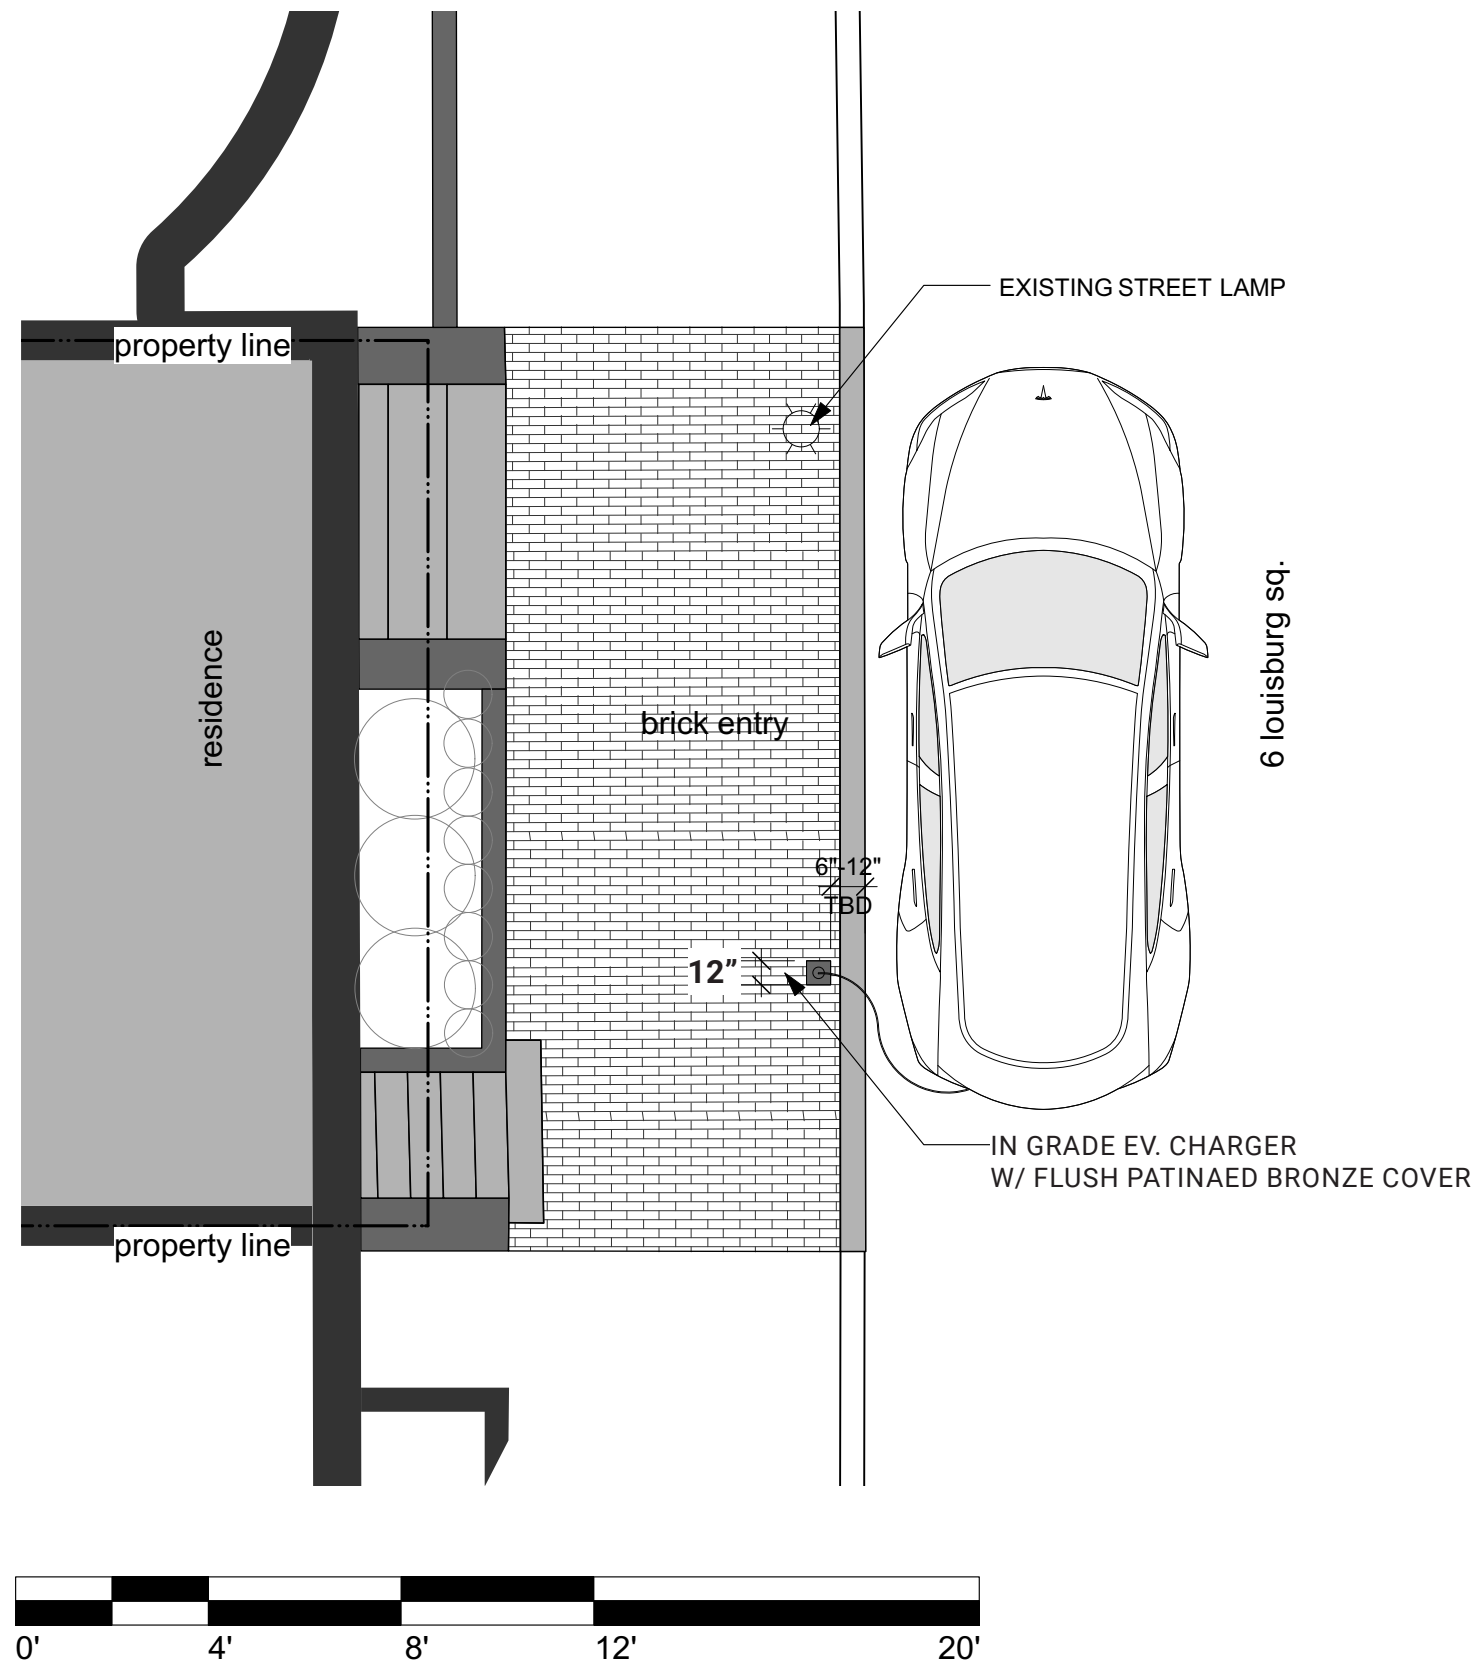 EXISTING STREET LAMP
property line
residence
6 louisburg sq.
brick entry
6"-12"
TBD
12”
IN GRADE EV. CHARGER
W/ FLUSH PATINAED BRONZE COVER
property line
0' 4' 8' 12' 20'